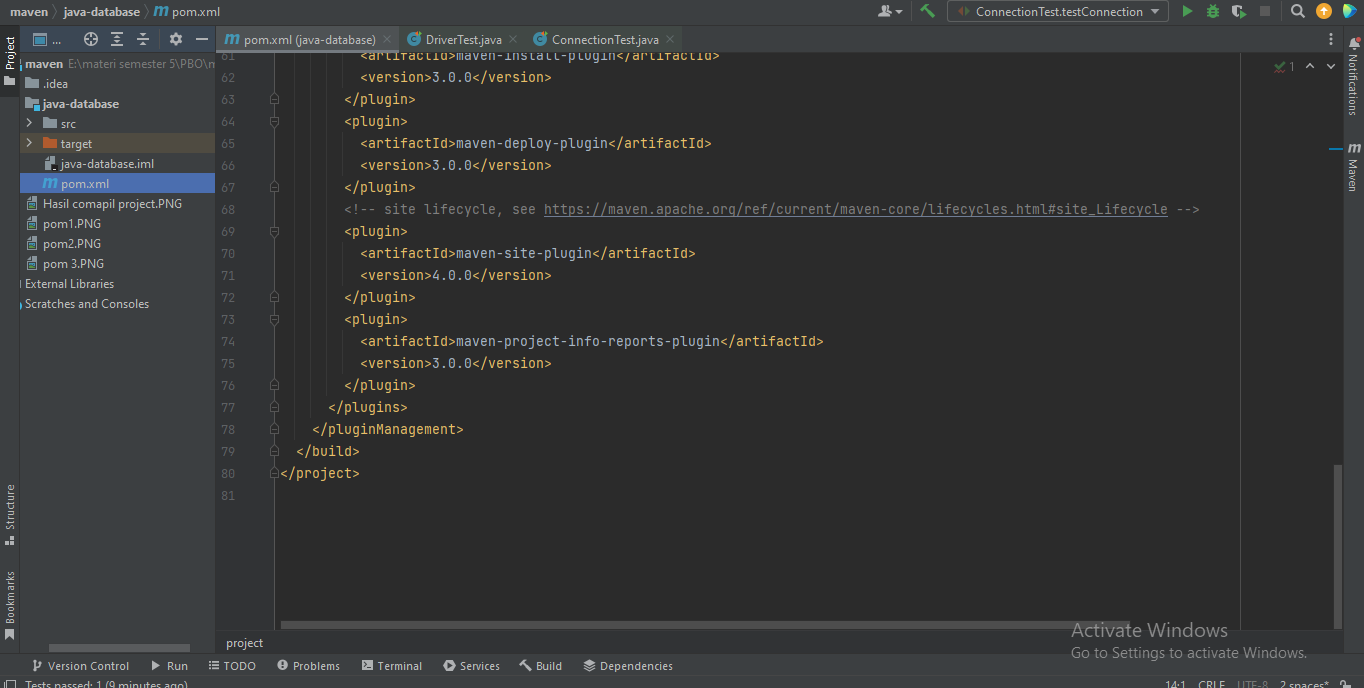 maven java-database pom.xml
ConnectionTest.testConnection
Project
...
pom.xml (java-database)
DriverTest.java
ConnectionTest.java
maven E:\materi semester 5\PBO\m
.idea
java-database
src
target
java-database.iml
pom.xml
Hasil comapil project.PNG
pom1.PNG
pom2.PNG
pom 3.PNG
External Libraries
Scratches and Consoles
Structure
Bookmarks
61 <artifactId>maven-install-plugin</artifactId>
62 <version>3.0.0</version>
63 </plugin>
64 <plugin>
65 <artifactId>maven-deploy-plugin</artifactId>
66 <version>3.0.0</version>
67 </plugin>
68 <!-- site lifecycle, see https://maven.apache.org/ref/current/maven-core/lifecycles.html#site_Lifecycle -->
69 <plugin>
70 <artifactId>maven-site-plugin</artifactId>
71 <version>4.0.0</version>
72 </plugin>
73 <plugin>
74 <artifactId>maven-project-info-reports-plugin</artifactId>
75 <version>3.0.0</version>
76 </plugin>
77 </plugins>
78 </pluginManagement>
79 </build>
80 </project>
81
1
Notifications
m Maven
project
Activate Windows
Go to Settings to activate Windows.
Version Control Run TODO Problems Terminal Services Build Dependencies
Tests passed: 1 (9 minutes ago)
14:1 CRLF UTF-8 2 spaces*